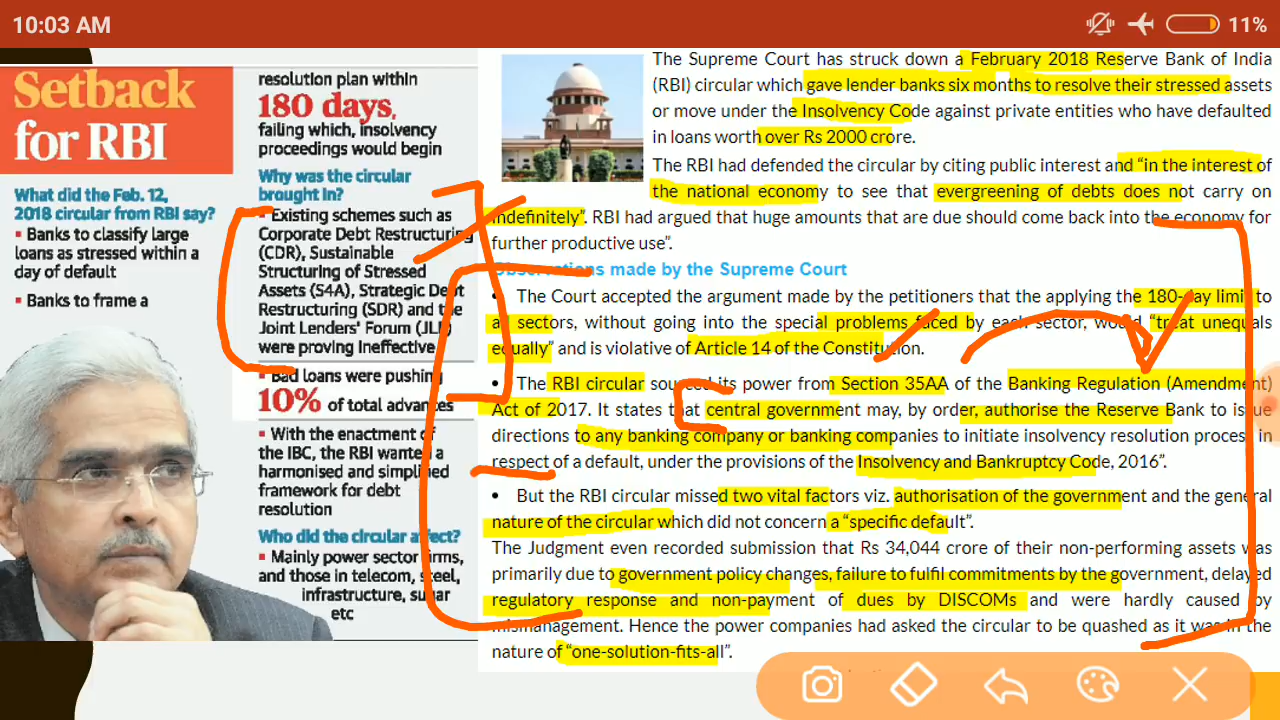 10:03 AM
11%
Setback
for RBI
What did the Feb. 12,
2018 circular from RBI say?
Banks to classify large
loans as stressed within a
day of default
Banks to frame a
resolution plan within
180 days,
failing which, insolvency
proceedings would begin
Why was the circular
brought in?
Existing schemes such as
Corporate Debt Restructuring
(CDR), Sustainable
Structuring of Stressed
Assets (S4A), Strategic Debt
Restructuring (SDR) and the
Joint Lenders' Forum (JLF)
were proving ineffective
Bad loans were pushing
10% of total advances
With the enactment of
the IBC, the RBI wanted a
harmonised and simplified
framework for debt
resolution
Who did the circular affect?
Mainly power sector firms,
and those in telecom, steel,
infrastructure, sugar
etc
The Supreme Court has struck down a February 2018 Reserve Bank of India
(RBI) circular which gave lender banks six months to resolve their stressed assets
or move under the Insolvency Code against private entities who have defaulted
in loans worth over Rs 2000 crore.
The RBI had defended the circular by citing public interest and “in the interest of
the national economy to see that evergreening of debts does not carry on
indefinitely”. RBI had argued that huge amounts that are due should come back into the economy for
further productive use”.
Observations made by the Supreme Court
• The Court accepted the argument made by the petitioners that the applying the 180-day limit to
all sectors, without going into the special problems faced by each sector, would “treat unequals
equally” and is violative of Article 14 of the Constitution.
• The RBI circular sourced its power from Section 35AA of the Banking Regulation (Amendment)
Act of 2017. It states that central government may, by order, authorise the Reserve Bank to issue
directions to any banking company or banking companies to initiate insolvency resolution process in
respect of a default, under the provisions of the Insolvency and Bankruptcy Code, 2016”.
• But the RBI circular missed two vital factors viz. authorisation of the government and the general
nature of the circular which did not concern a “specific default”.
The Judgment even recorded submission that Rs 34,044 crore of their non-performing assets was
primarily due to government policy changes, failure to fulfil commitments by the government, delayed
regulatory response and non-payment of dues by DISCOMs and were hardly caused by
mismanagement. Hence the power companies had asked the circular to be quashed as it was in the
nature of “one-solution-fits-all”.